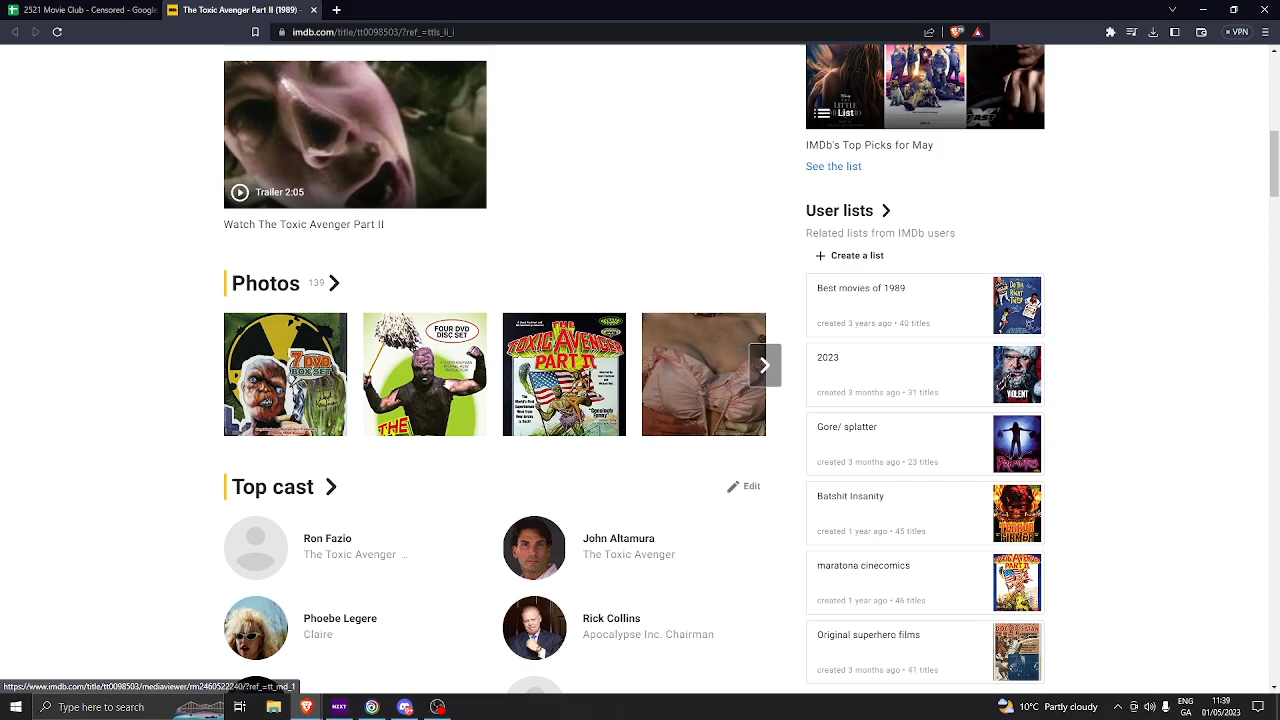 2521 Movie Club - Censored - Google
The Toxic Avenger Part II (1989) -
imdb.com/title/tt0098503/?ref_=ttls_li_i
VPN
Trailer 2:05
Watch The Toxic Avenger Part II
Photos 139
7 DVD
BOX SET
FOUR DVD
DISC SET
THE
THE
TOXIC AVENGER
PART II
Top cast
Edit
Ron Fazio
The Toxic Avenger …
John Altamura
The Toxic Avenger
Phoebe Legere
Claire
Rick Collins
Apocalypse Inc. Chairman
List
IMDb's Top Picks for May
See the list
User lists
Related lists from IMDb users
Create a list
Best movies of 1989
created 3 years ago • 40 titles
2023
created 3 months ago • 31 titles
VIOLENT
Gore/ splatter
created 3 months ago • 23 titles
Batshit Insanity
created 1 year ago • 45 titles
maratona cinecomics
created 1 year ago • 46 titles
Original superhero films
created 3 months ago • 41 titles
https://www.imdb.com/title/tt0098503/mediaviewer/rm2460522240/?ref_=tt_md_1
Type here to search
NEXT
10°C Partly cloudy
ENG
11:39
01/05/2023